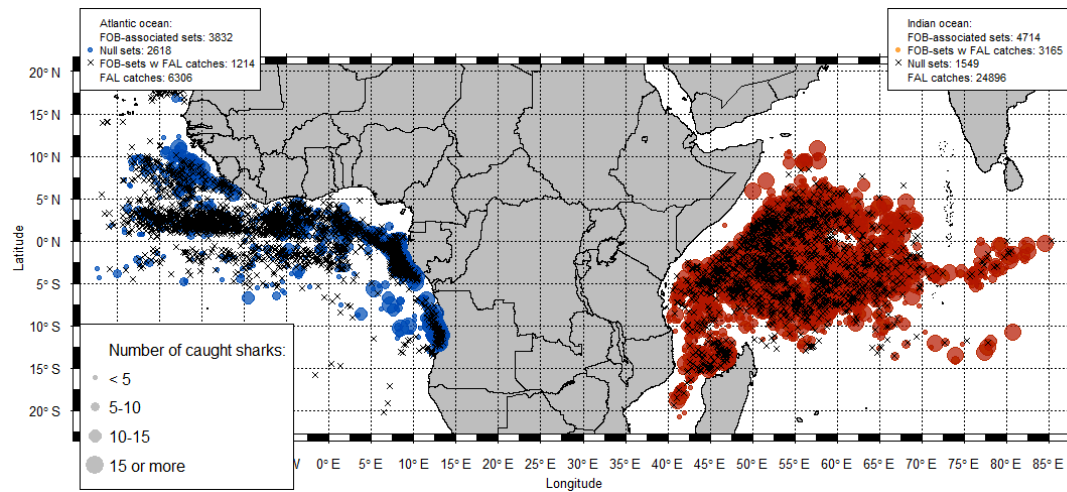 Atlantic ocean:
FOB-associated sets: 3832
Null sets: 2618
FOB-sets w FAL catches: 1214
FAL catches: 6306
Indian ocean:
FOB-associated sets: 4714
FOB-sets w FAL catches: 3165
Null sets: 1549
FAL catches: 24896
20° N
15° N
10° N
5° N
0° N
5° S
10° S
15° S
20° S
Latitude
Number of caught sharks:
< 5
5-10
10-15
15 or more
W 0° E 5° E 10° E 15° E 20° E 25° E 30° E 35° E 40° E 45° E 50° E 55° E 60° E 65° E 70° E 75° E 80° E 85° E
Longitude